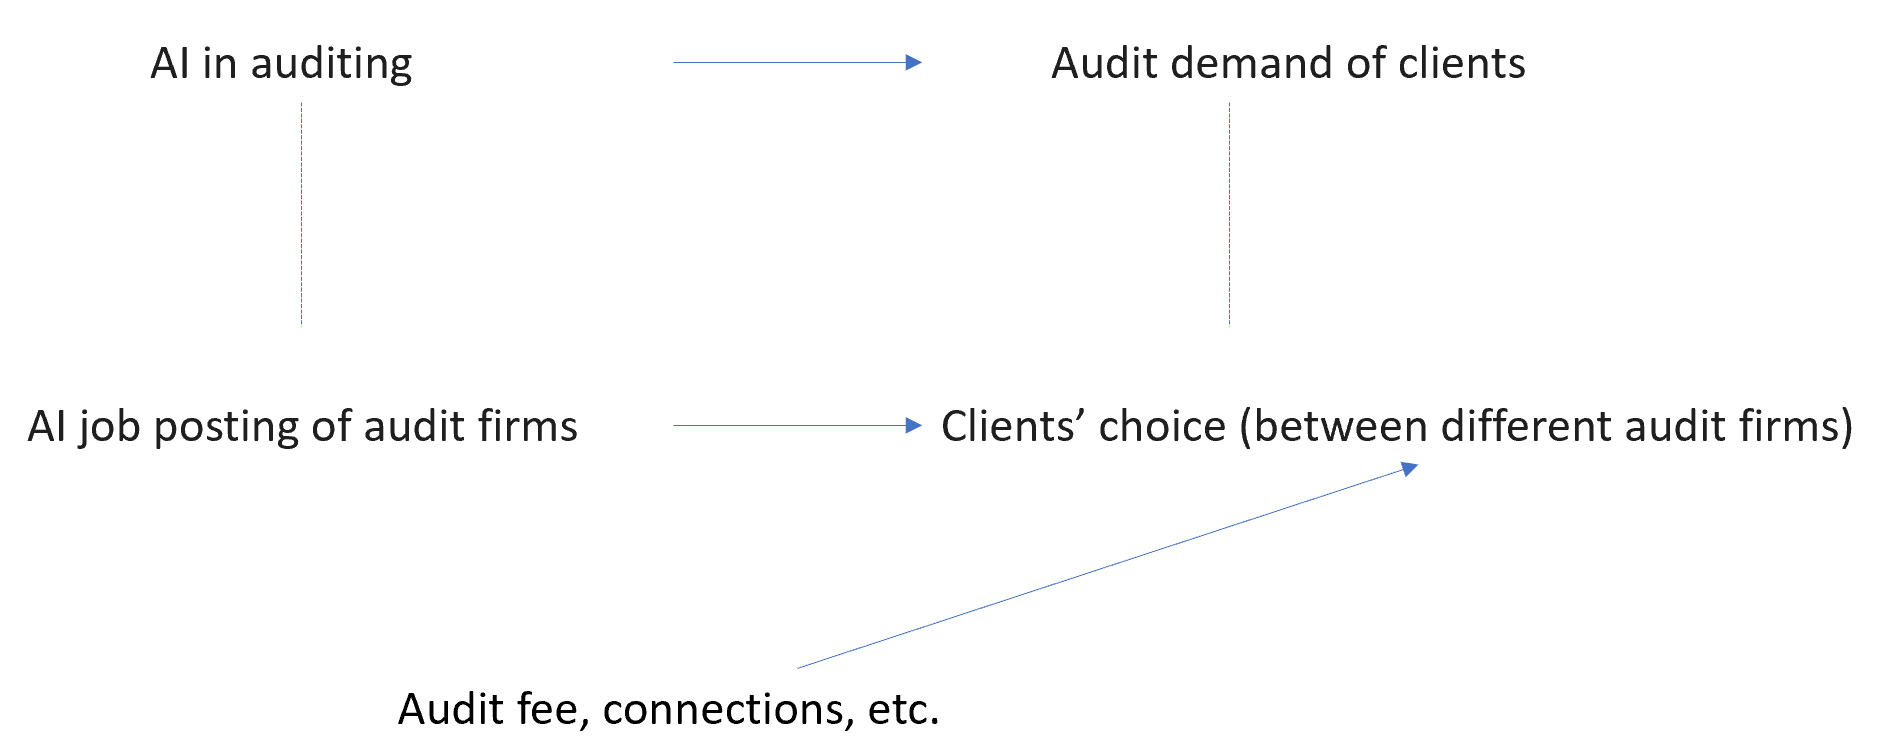 AI in auditing
Audit demand of clients
AI job posting of audit firms
Clients’ choice (between different audit firms)
Audit fee, connections, etc.